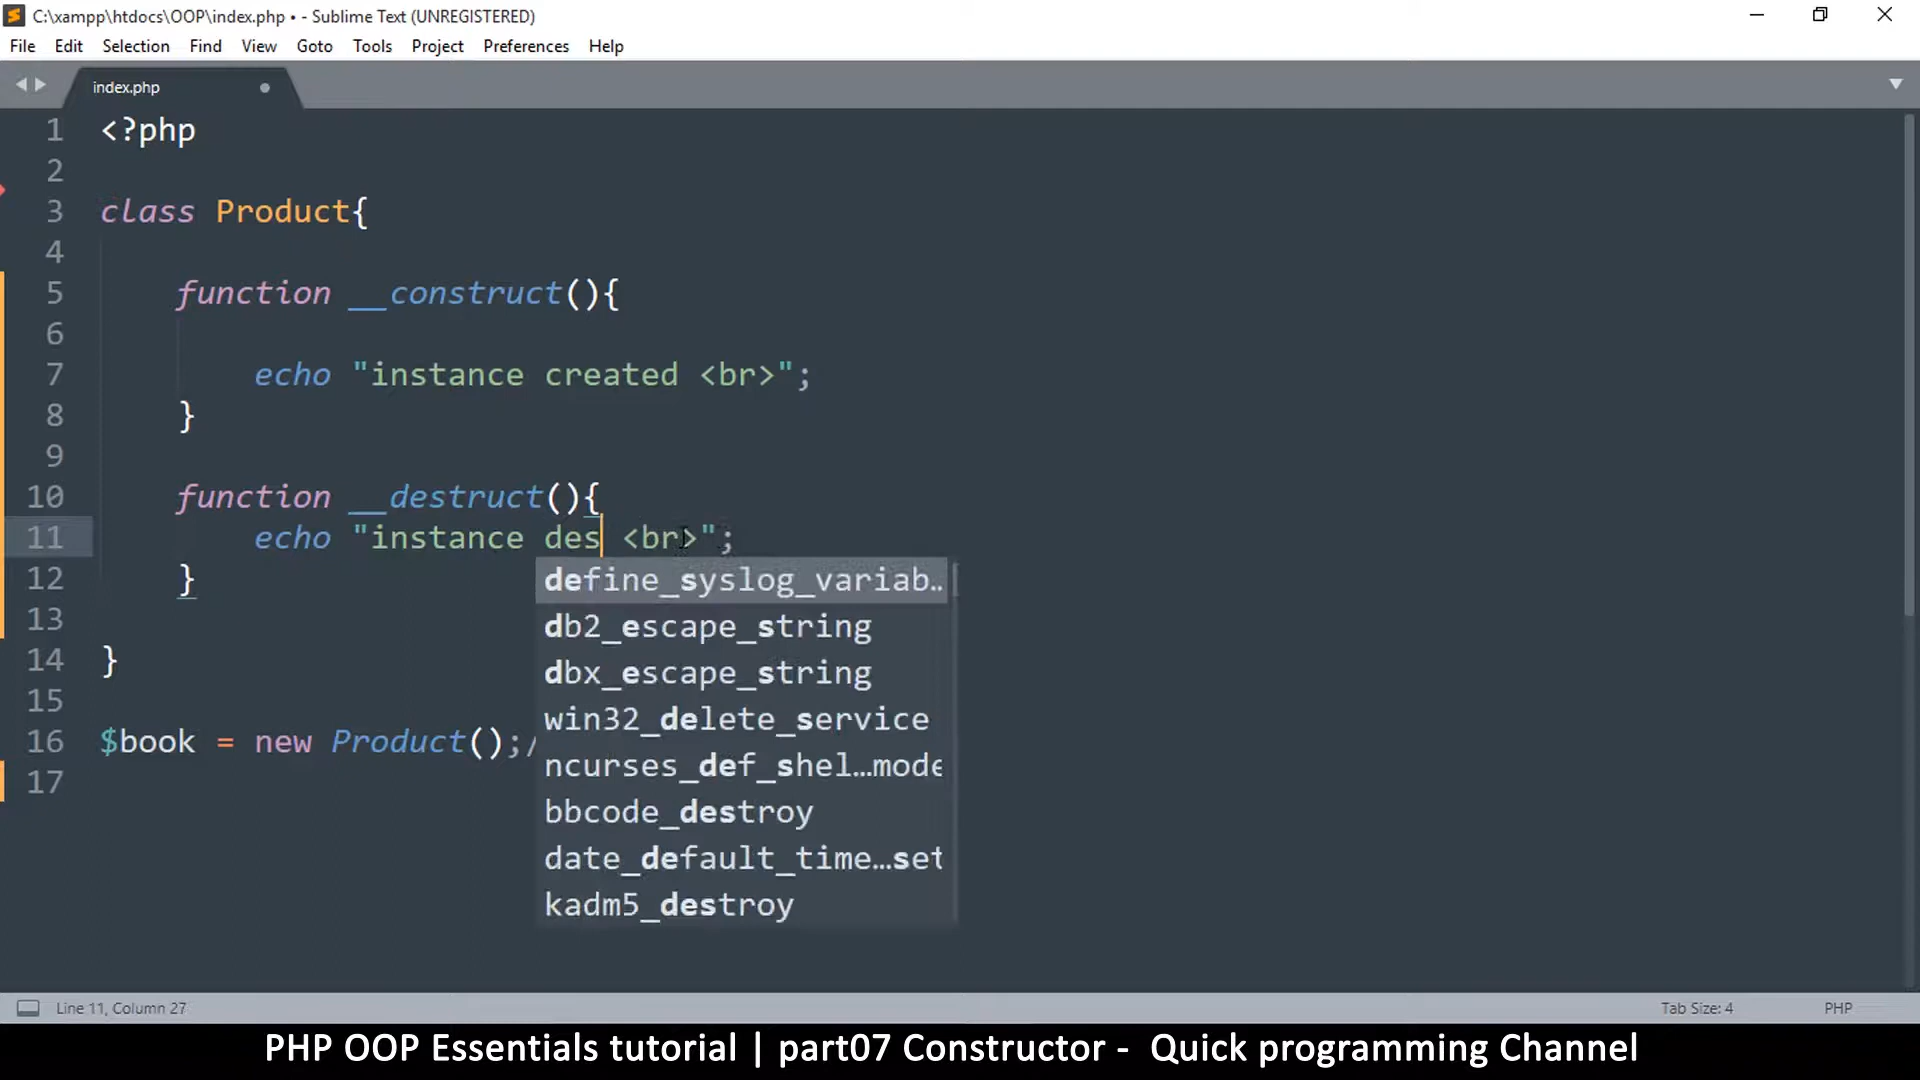 C:\xampp\htdocs\OOP\index.php • - Sublime Text (UNREGISTERED)
File Edit Selection Find View Goto Tools Project Preferences Help
index.php
1 <?php
2
3 class Product{
4
5 function __construct(){
6
7 echo "instance created <br>";
8 }
9
10 function __destruct(){
11 echo "instance des <br>";
12 }
13
14 }
15
16 $book = new Product();/
17
define_syslog_variab…
db2_escape_string
dbx_escape_string
win32_delete_service
ncurses_def_shel…mode
bbcode_destroy
date_default_time…set
kadm5_destroy
Line 11, Column 27
Tab Size: 4
PHP
PHP OOP Essentials tutorial | part07 Constructor - Quick programming Channel